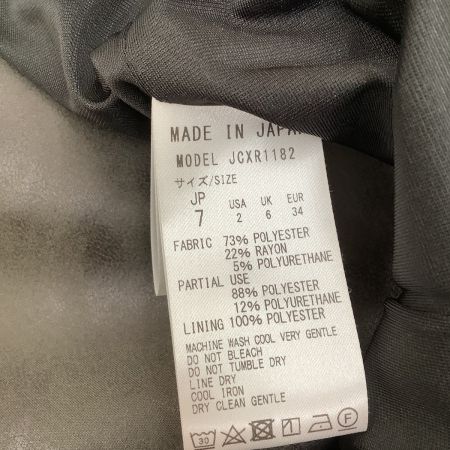 MADE IN JAPAN
MODEL JCXR1182
サイズ/SIZE
JP USA UK EUR
7 2 6 34
FABRIC 73% POLYESTER
22% RAYON
5% POLYURETHANE
PARTIAL USE
88% POLYESTER
12% POLYURETHANE
LINING 100% POLYESTER
MACHINE WASH COOL VERY GENTLE
DO NOT BLEACH
DO NOT TUMBLE DRY
LINE DRY
COOL IRON
DRY CLEAN GENTLE
30 F